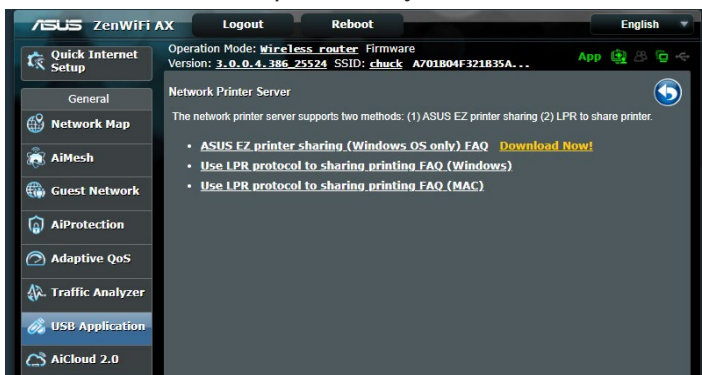 ASUS ZenWiFi AX
Logout
Reboot
English
Quick Internet
Setup
Operation Mode: Wireless router Firmware
Version: 3.0.0.4.386_25524 SSID: chuck A701B04F321B35A...
App
General
Network Map
AiMesh
Guest Network
AiProtection
Adaptive QoS
Traffic Analyzer
USB Application
AiCloud 2.0
Network Printer Server
The network printer server supports two methods: (1) ASUS EZ printer sharing (2) LPR to share printer.
ASUS EZ printer sharing (Windows OS only) FAQ Download Now!
Use LPR protocol to sharing printing FAQ (Windows)
Use LPR protocol to sharing printing FAQ (MAC)